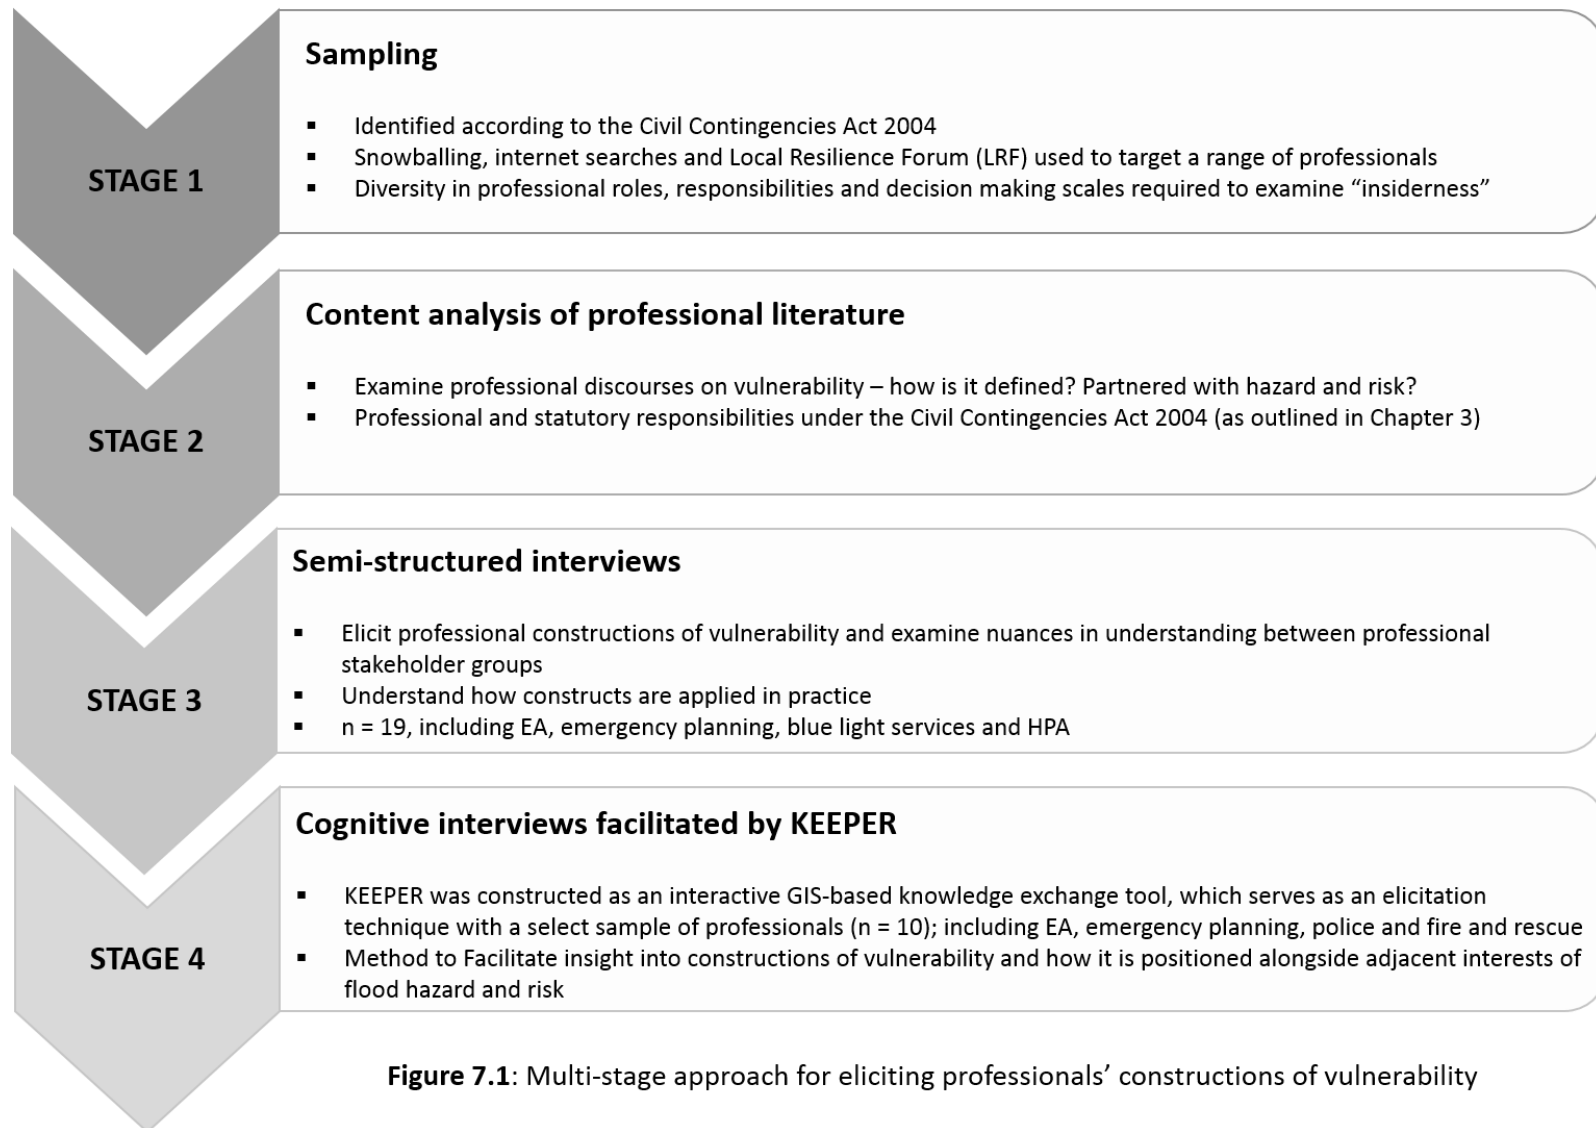 Sampling
▪ Identified according to the Civil Contingencies Act 2004
▪ Snowballing, internet searches and Local Resilience Forum (LRF) used to target a range of professionals
▪ Diversity in professional roles, responsibilities and decision making scales required to examine “insiderness”
STAGE 1
Content analysis of professional literature
▪ Examine professional discourses on vulnerability – how is it defined? Partnered with hazard and risk?
▪ Professional and statutory responsibilities under the Civil Contingencies Act 2004 (as outlined in Chapter 3)
STAGE 2
Semi-structured interviews
▪ Elicit professional constructions of vulnerability and examine nuances in understanding between professional
stakeholder groups
▪ Understand how constructs are applied in practice
▪ n = 19, including EA, emergency planning, blue light services and HPA
STAGE 3
Cognitive interviews facilitated by KEEPER
▪ KEEPER was constructed as an interactive GIS-based knowledge exchange tool, which serves as an elicitation
technique with a select sample of professionals (n = 10); including EA, emergency planning, police and fire and rescue
▪ Method to Facilitate insight into constructions of vulnerability and how it is positioned alongside adjacent interests of
flood hazard and risk
STAGE 4
Figure 7.1: Multi-stage approach for eliciting professionals’ constructions of vulnerability